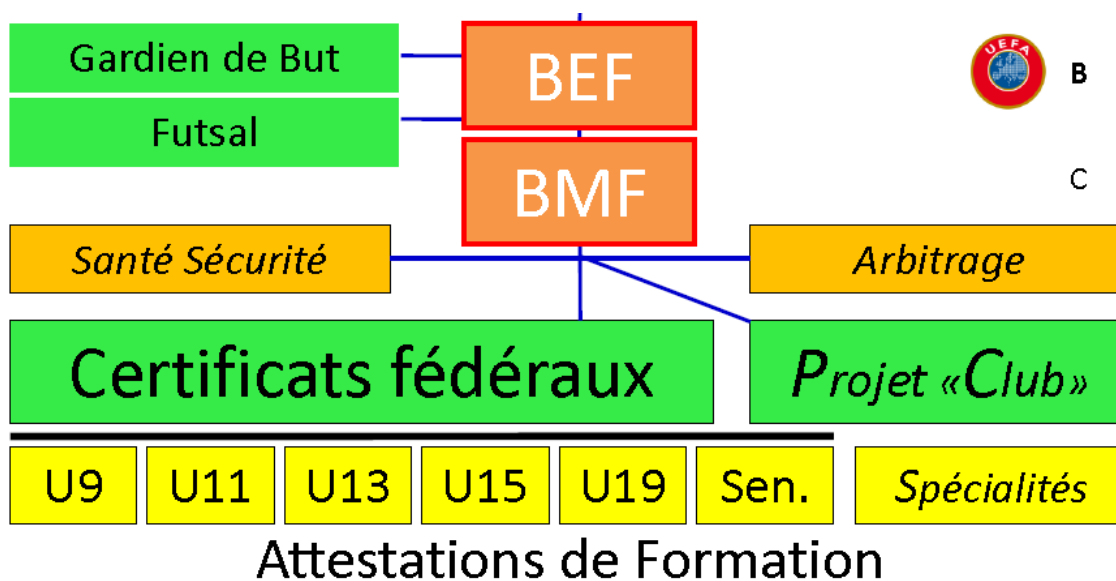 Gardien de But
BEF
UEFA
B
Futsal
BMF
C
Santé Sécurité
Arbitrage
Certificats fédéraux
Projet «Club»
U9
U11
U13
U15
U19
Sen.
Spécialités
Attestations de Formation